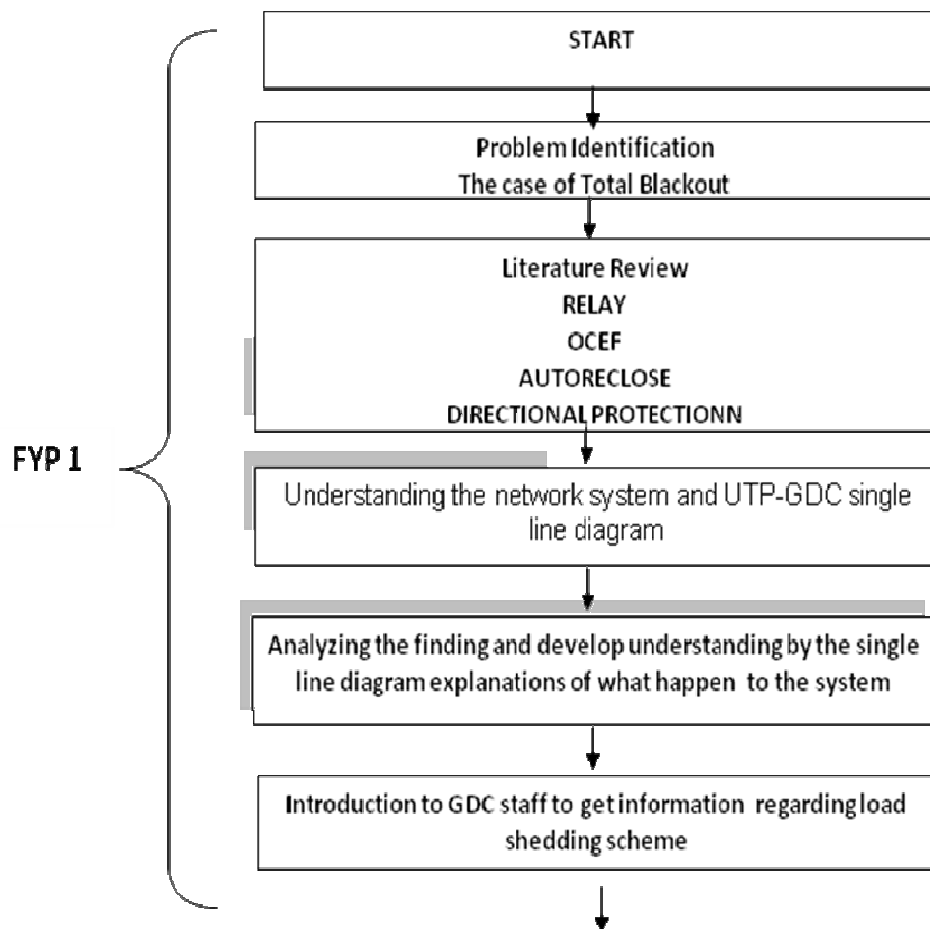 START
Problem Identification
The case of Total Blackout
Literature Review
RELAY
OCEF
AUTORECLOSE
DIRECTIONAL PROTECTIONN
FYP 1
Understanding the network system and UTP-GDC single
line diagram
Analyzing the finding and develop understanding by the single
line diagram explanations of what happen to the system
Introduction to GDC staff to get information regarding load
shedding scheme